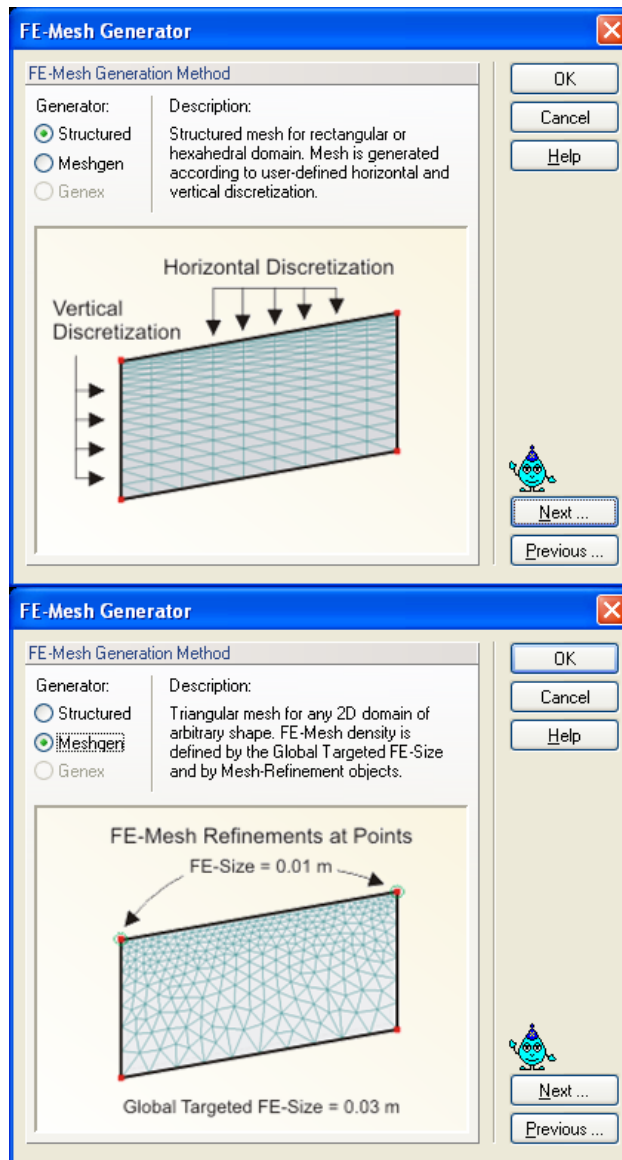 FE-Mesh Generator
FE-Mesh Generation Method
Generator:
Structured
Meshgen
Genex
Description:
Structured mesh for rectangular or
hexahedral domain. Mesh is generated
according to user-defined horizontal and
vertical discretization.
Horizontal Discretization
Vertical
Discretization
OK
Cancel
Help
Next ...
Previous ...
FE-Mesh Generator
FE-Mesh Generation Method
Generator:
Structured
Meshgen
Genex
Description:
Triangular mesh for any 2D domain of
arbitrary shape. FE-Mesh density is
defined by the Global Targeted FE-Size
and by Mesh-Refinement objects.
FE-Mesh Refinements at Points
FE-Size = 0.01 m
Global Targeted FE-Size = 0.03 m
OK
Cancel
Help
Next ...
Previous ...